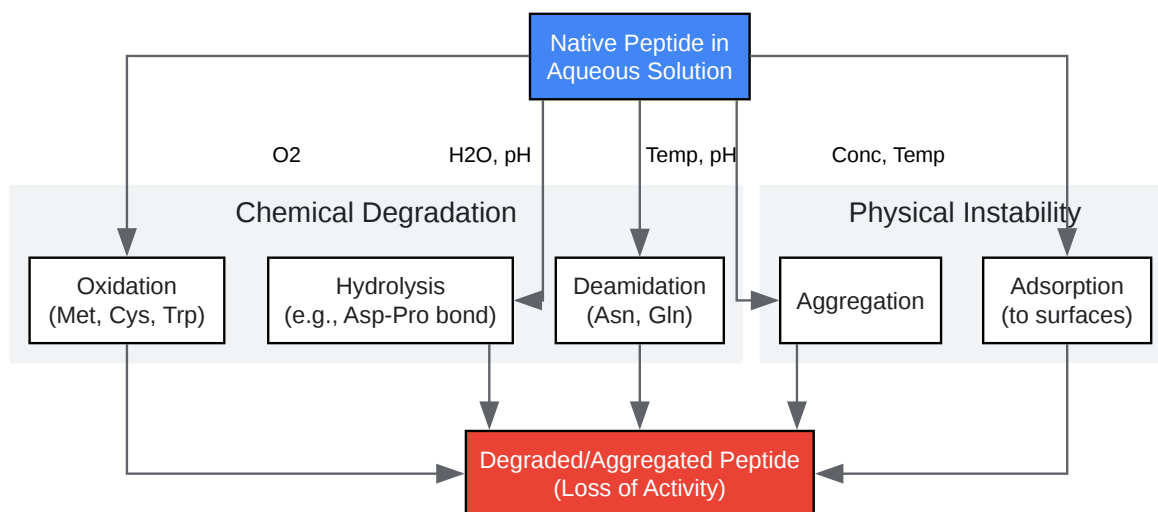 Native Peptide in
Aqueous Solution
O2
H2O, pH
Temp, pH
Conc, Temp
Chemical Degradation
Physical Instability
Oxidation
(Met, Cys, Trp)
Hydrolysis
(e.g., Asp-Pro bond)
Deamidation
(Asn, Gln)
Aggregation
Adsorption
(to surfaces)
Degraded/Aggregated Peptide
(Loss of Activity)